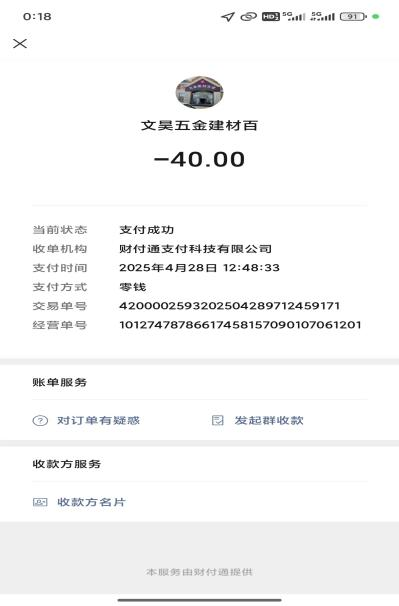 0:18
HD 5G 5G 91
文昊五金建材百
-40.00
当前状态 支付成功
收单机构 财付通支付科技有限公司
支付时间 2025年4月28日 12:48:33
支付方式 零钱
交易单号 4200002593202504289712459171
经营单号 10127478786617458157090107061201
账单服务
对订单有疑惑 发起群收款
收款方服务
收款方名片
本服务由财付通提供